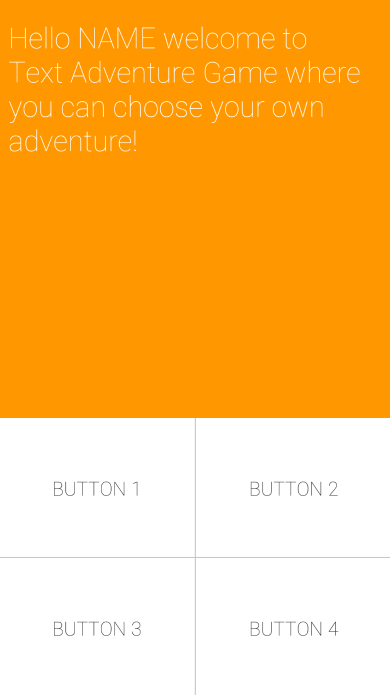 Hello NAME welcome to
Text Adventure Game where
you can choose your own
adventure!
BUTTON 1
BUTTON 2
BUTTON 3
BUTTON 4